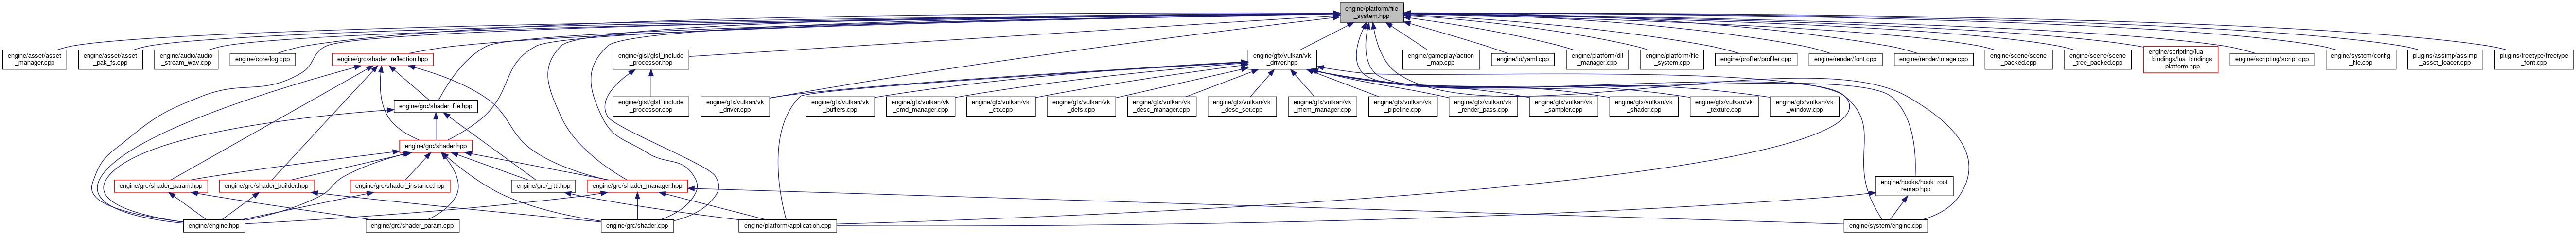 engine/platform/file
_system.hpp
engine/asset/asset
_manager.cpp
engine/asset/asset
_pak_fs.cpp
engine/audio/audio
_stream_wav.cpp
engine/core/log.cpp
engine/grc/shader_reflection.hpp
engine/glsl/glsl_include
_processor.hpp
engine/gfx/vulkan/vk
_driver.hpp
engine/gameplay/action
_map.cpp
engine/io/yaml.cpp
engine/platform/dll
_manager.cpp
engine/platform/file
_system.cpp
engine/profiler/profiler.cpp
engine/render/font.cpp
engine/render/image.cpp
engine/scene/scene
_packed.cpp
engine/scene/scene
_tree_packed.cpp
engine/scripting/lua
_bindings/lua_bindings
_platform.hpp
engine/scripting/script.cpp
engine/system/config
_file.cpp
plugins/assimp/assimp
_asset_loader.cpp
plugins/freetype/freetype
_font.cpp
engine/grc/shader_file.hpp
engine/glsl/glsl_include
_processor.cpp
engine/gfx/vulkan/vk
_driver.cpp
engine/gfx/vulkan/vk
_buffers.cpp
engine/gfx/vulkan/vk
_cmd_manager.cpp
engine/gfx/vulkan/vk
_ctx.cpp
engine/gfx/vulkan/vk
_defs.cpp
engine/gfx/vulkan/vk
_desc_manager.cpp
engine/gfx/vulkan/vk
_desc_set.cpp
engine/gfx/vulkan/vk
_mem_manager.cpp
engine/gfx/vulkan/vk
_pipeline.cpp
engine/gfx/vulkan/vk
_render_pass.cpp
engine/gfx/vulkan/vk
_sampler.cpp
engine/gfx/vulkan/vk
_shader.cpp
engine/gfx/vulkan/vk
_texture.cpp
engine/gfx/vulkan/vk
_window.cpp
engine/grc/shader.hpp
engine/grc/shader_param.hpp
engine/grc/shader_builder.hpp
engine/grc/shader_instance.hpp
engine/grc/_rtti.hpp
engine/grc/shader_manager.hpp
engine/hooks/hook_root
_remap.hpp
engine/engine.hpp
engine/grc/shader_param.cpp
engine/grc/shader.cpp
engine/platform/application.cpp
engine/system/engine.cpp